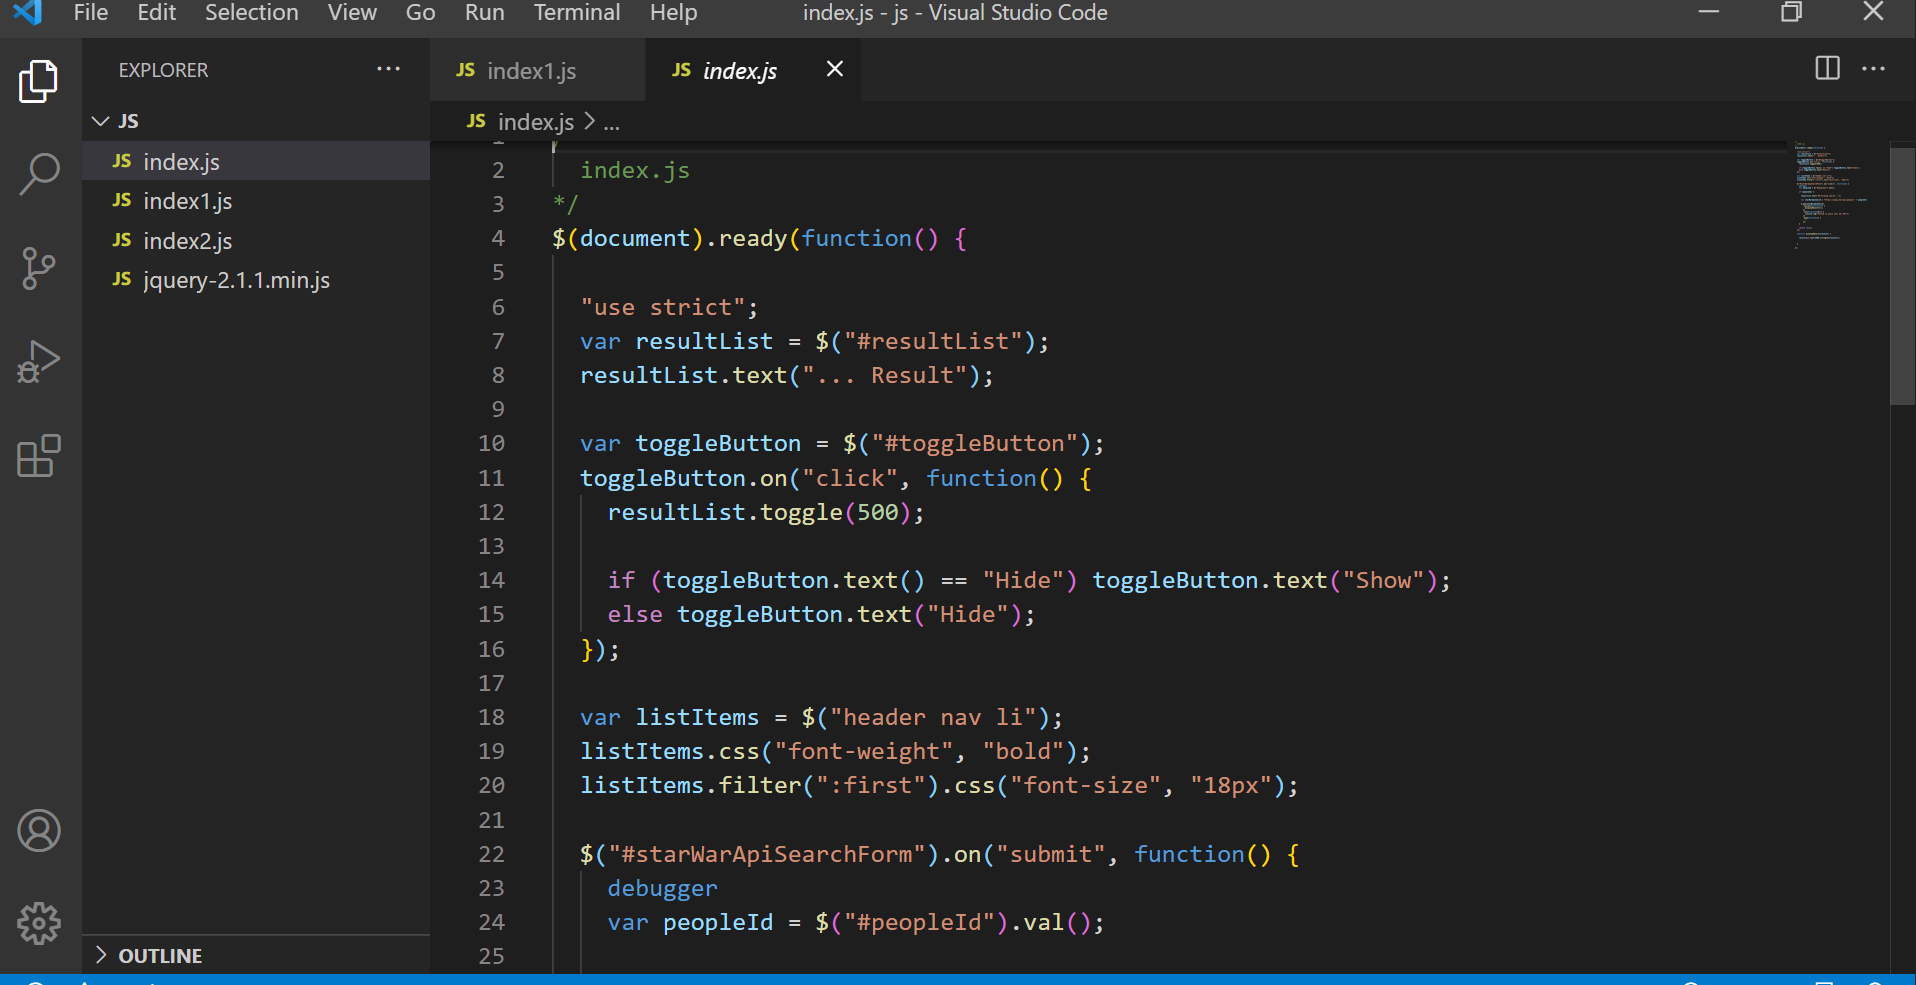 File Edit Selection View Go Run Terminal Help index.js - js - Visual Studio Code
EXPLORER ...
JS index1.js
JS index.js
JS
JS index.js > ...
JS index.js
JS index1.js
JS index2.js
JS jquery-2.1.1.min.js
OUTLINE
1
2 index.js
3 */
4 $(document).ready(function() {
5
6 "use strict";
7 var resultList = $("#resultList");
8 resultList.text("... Result");
9
10 var toggleButton = $("#toggleButton");
11 toggleButton.on("click", function() {
12 resultList.toggle(500);
13
14 if (toggleButton.text() == "Hide") toggleButton.text("Show");
15 else toggleButton.text("Hide");
16 });
17
18 var listItems = $("header nav li");
19 listItems.css("font-weight", "bold");
20 listItems.filter(":first").css("font-size", "18px");
21
22 $("#starWarApiSearchForm").on("submit", function() {
23 debugger
24 var peopleId = $("#peopleId").val();
25